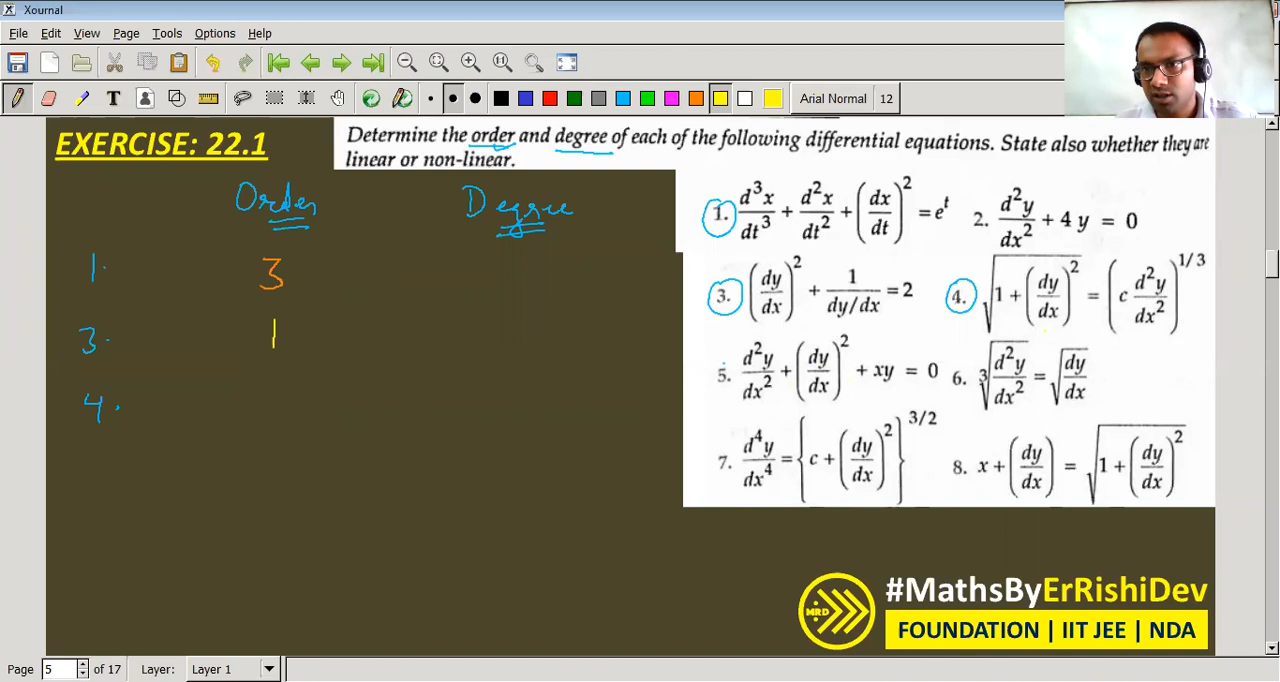 Xournal
File Edit View Page Tools Options Help
Arial Normal 12
EXERCISE: 22.1
Determine the order and degree of each of the following differential equations. State also whether they are
linear or non-linear.
Order Degree
1. 3
3. 1
4.
1. d³x/dt³ + d²x/dt² + (dx/dt)² = eᵗ
2. d²y/dx² + 4y = 0
3. (dy/dx)² + 1/(dy/dx) = 2
4. √(1 + (dy/dx)²) = (c d²y/dx²)^1/3
5. d²y/dx² + (dy/dx)² + xy = 0
6. ³√(d²y/dx²) = √(dy/dx)
7. d⁴y/dx⁴ = {c + (dy/dx)²}^3/2
8. x + (dy/dx) = √(1 + (dy/dx)²)
MRD
#MathsByErRishiDev
FOUNDATION | IIT JEE | NDA
Page 5 of 17 Layer: Layer 1